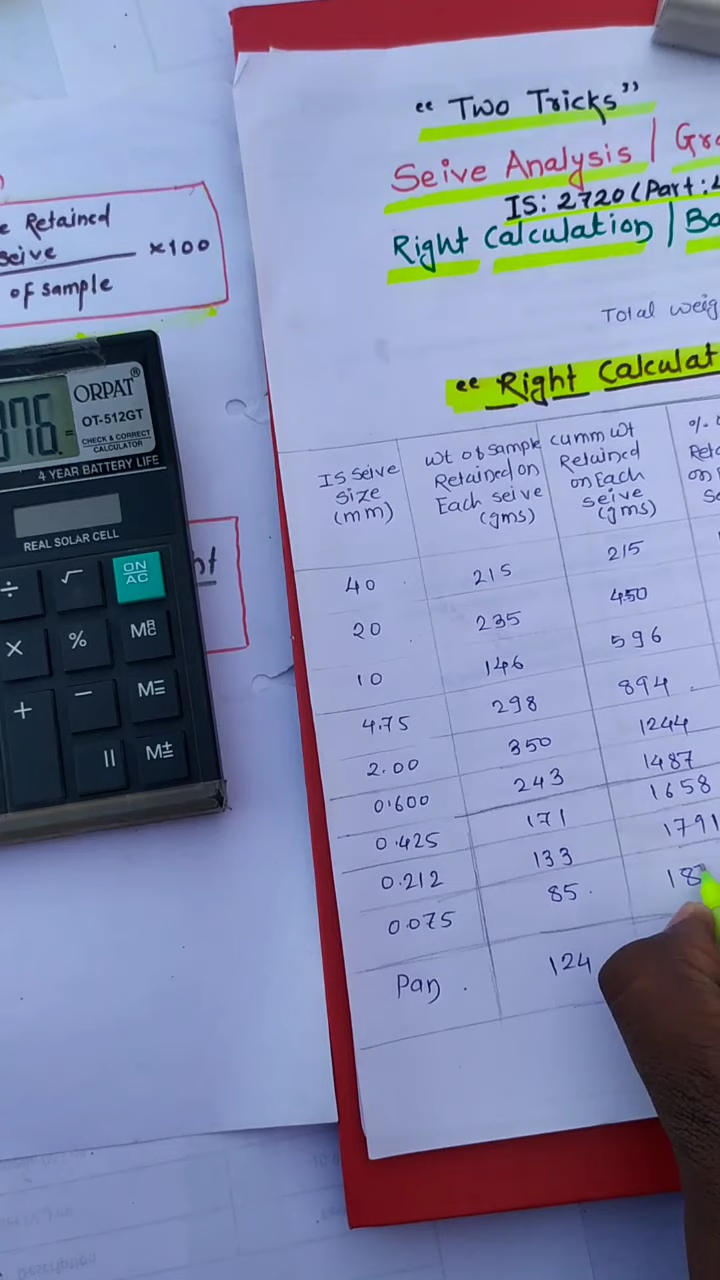 “ Two Tricks”
Seive Analysis |
IS: 2720 (Part:
Right Calculation |
Total
“ Right
Retained
seive
×100
of sample
ORPAT®
OT-512GT
CHECK & CORRECT
CALCULATOR
4 YEAR BATTERY LIFE
REAL SOLAR CELL
ON
AC
÷ √
× %
+ −
M±
IS Seive
Size
(mm)
Wt of sample
Retained on
Each seive
(gms)
cumm wt
Retained
on Each
seive
(gms)
40 215 215
20 235 450
10 146 596
4.75 298 894
2.00 350 1244
0.600 243 1487
0.425 171 1658
0.212 133 1791
0.075 85. 18
Pan . 124